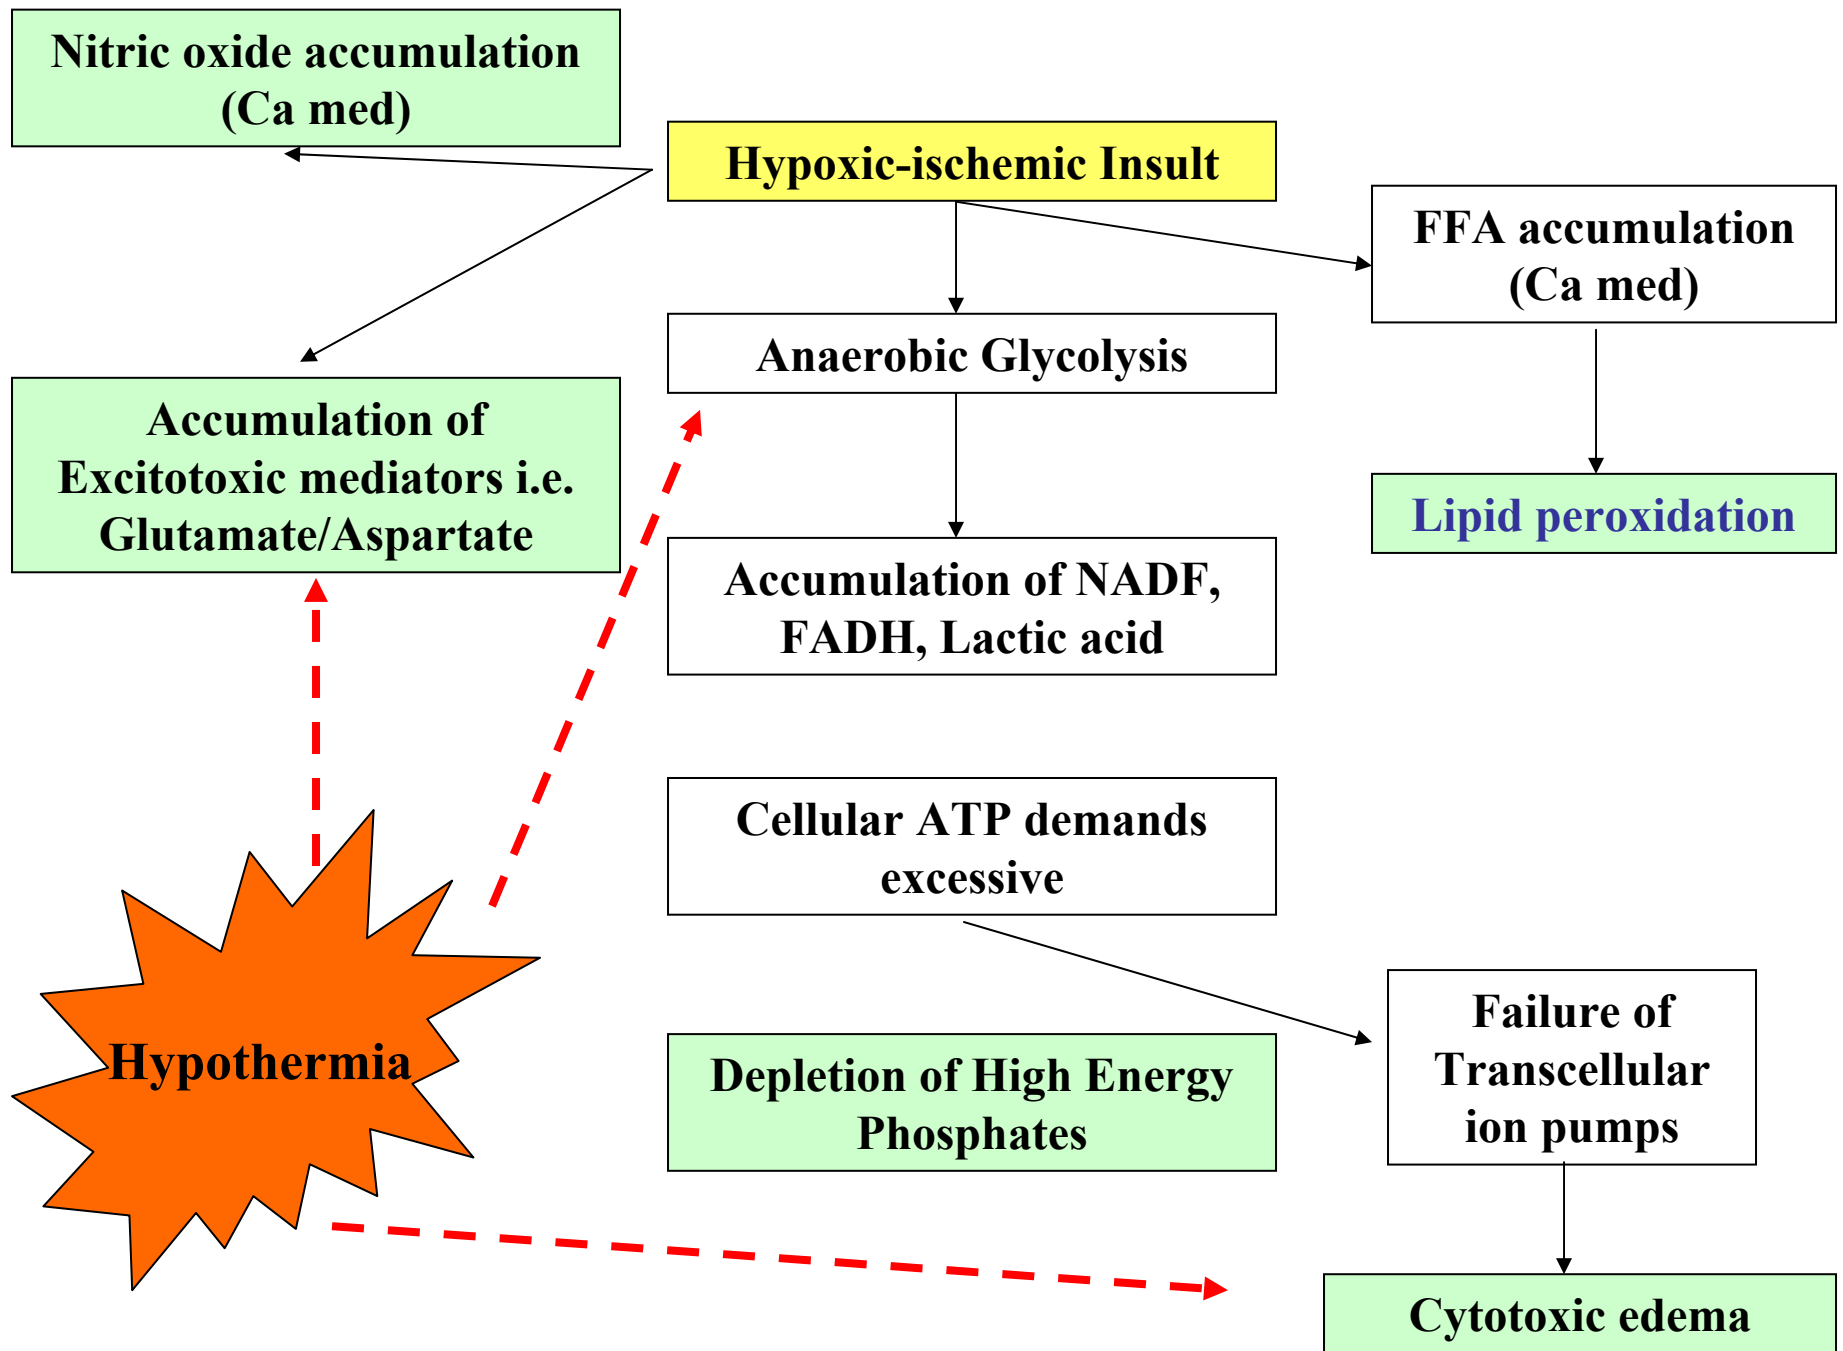 Nitric oxide accumulation
(Ca med)
Hypoxic-ischemic Insult
FFA accumulation
(Ca med)
Anaerobic Glycolysis
Accumulation of
Excitotoxic mediators i.e.
Glutamate/Aspartate
Lipid peroxidation
Accumulation of NADF,
FADH, Lactic acid
Cellular ATP demands
excessive
Failure of
Transcellular
ion pumps
Hypothermia
Depletion of High Energy
Phosphates
Cytotoxic edema